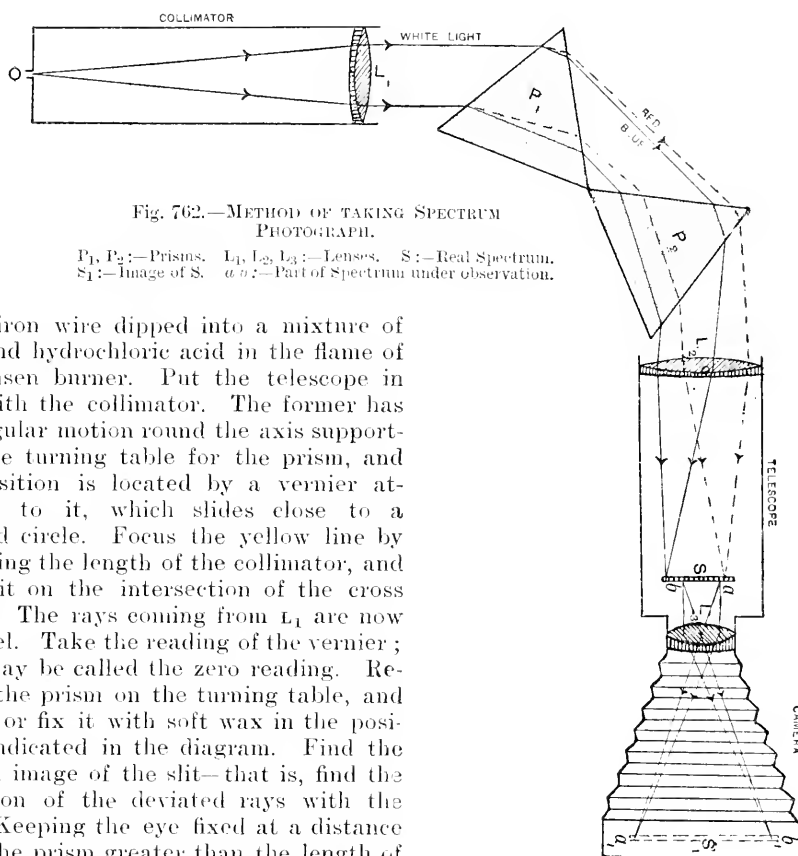 COLLIMATOR
WHITE LIGHT
O
L₁
P₁
RED
BLUE
P₂
Fig. 762.—METHOD OF TAKING SPECTRUM
PHOTOGRAPH.
P₁, P₂:—Prisms. L₁, L₂, L₃:—Lenses. S:—Real Spectrum.
S₁:—Image of S. a b:—Part of Spectrum under observation.
iron wire dipped into a mixture of
nd hydrochloric acid in the flame of
nsen burner. Put the telescope in
ith the collimator. The former has
gular motion round the axis support-
e turning table for the prism, and
sition is located by a vernier at-
to it, which slides close to a
d circle. Focus the yellow line by
ing the length of the collimator, and
it on the intersection of the cross
The rays coming from L₁ are now
el. Take the reading of the vernier;
ay be called the zero reading. Re-
the prism on the turning table, and
or fix it with soft wax in the posi-
ndicated in the diagram. Find the
image of the slit—that is, find the
on of the deviated rays with the
Keeping the eye fixed at a distance
he prism greater than the length of
L₂
TELESCOPE
S
b
a
L₃
CAMERA
a₁
S₁
b₁